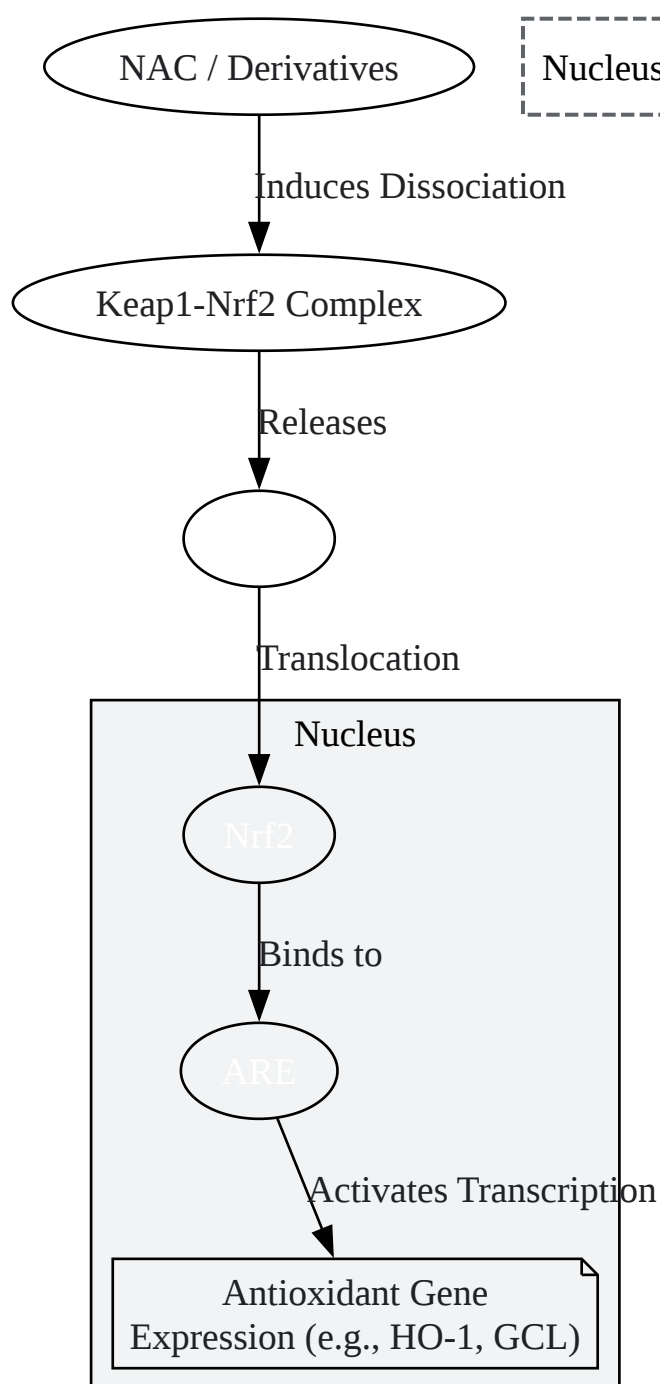 NAC / Derivatives
Nucleus
Induces Dissociation
Keap1-Nrf2 Complex
Releases
Translocation
Nucleus
Nrf2
Binds to
ARE
Activates Transcription
Antioxidant Gene
Expression (e.g., HO-1, GCL)